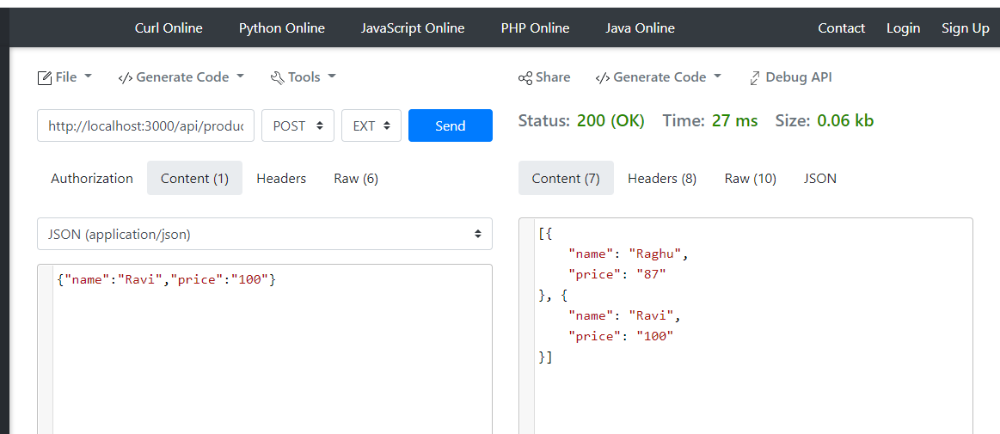 Curl Online Python Online JavaScript Online PHP Online Java Online Contact Login Sign Up
File Generate Code Tools Share Generate Code Debug API
http://localhost:3000/api/produc POST EXT Send Status: 200 (OK) Time: 27 ms Size: 0.06 kb
Authorization Content (1) Headers Raw (6) Content (7) Headers (8) Raw (10) JSON
JSON (application/json)
{"name":"Ravi","price":"100"}
[{
"name": "Raghu",
"price": "87"
}, {
"name": "Ravi",
"price": "100"
}]